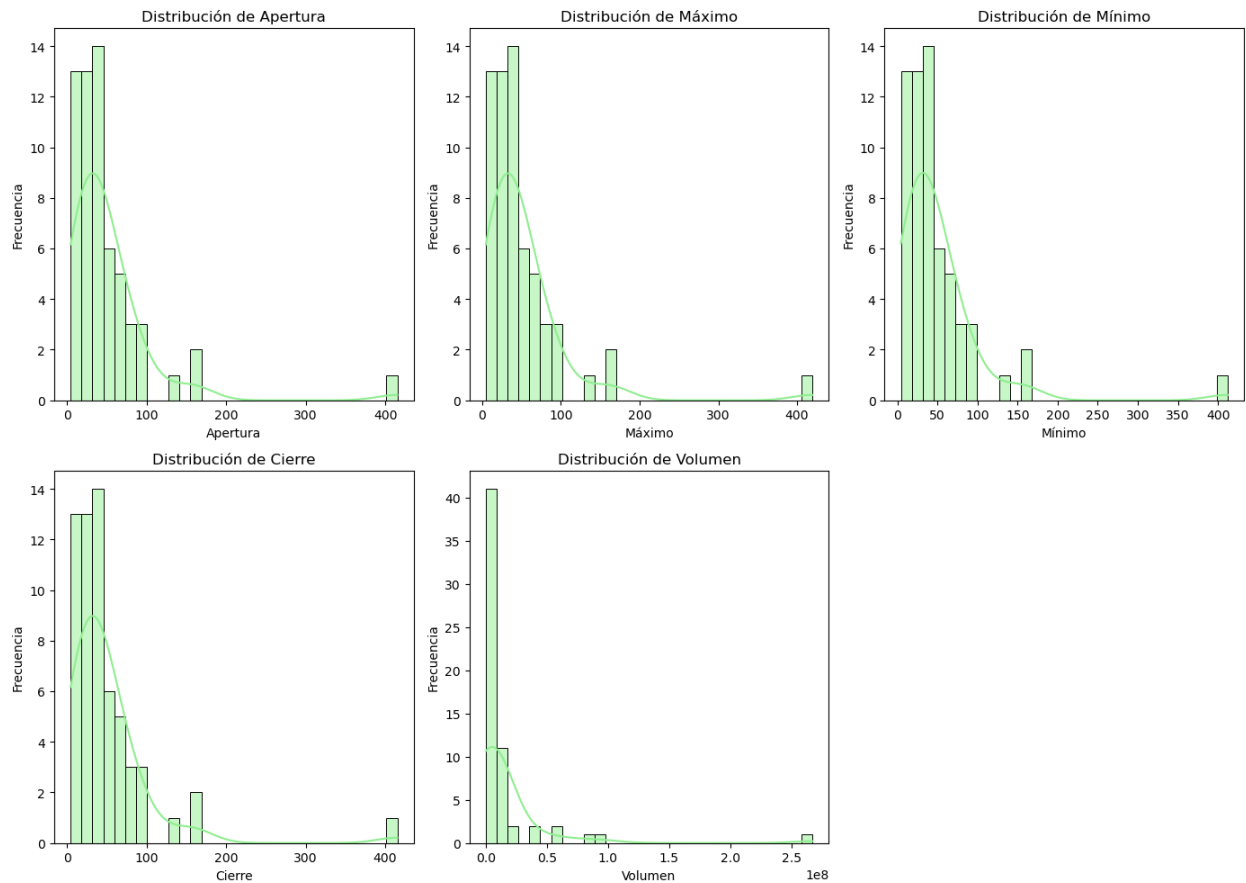 Distribución de Apertura
Frecuencia
14
12
10
8
6
4
2
0
0 100 200 300 400
Apertura
Distribución de Máximo
Frecuencia
14
12
10
8
6
4
2
0
0 100 200 300 400
Máximo
Distribución de Mínimo
Frecuencia
14
12
10
8
6
4
2
0
0 50 100 150 200 250 300 350 400
Mínimo
Distribución de Cierre
Frecuencia
14
12
10
8
6
4
2
0
0 100 200 300 400
Cierre
Distribución de Volumen
Frecuencia
40
35
30
25
20
15
10
5
0
0.0 0.5 1.0 1.5 2.0 2.5
1e8
Volumen